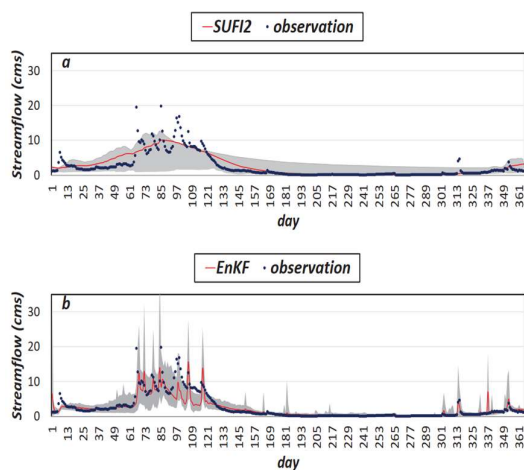 SUFI2 observation
a
Streamflow (cms)
30
20
10
0
1 13 25 37 49 61 73 85 97 109 121 133 145 157 169 181 193 205 217 229 241 253 265 277 289 301 313 325 337 349 361
day
EnKF observation
b
Streamflow (cms)
30
20
10
0
1 13 25 37 49 61 73 85 97 109 121 133 145 157 169 181 193 205 217 229 241 253 265 277 289 301 313 325 337 349 361
day